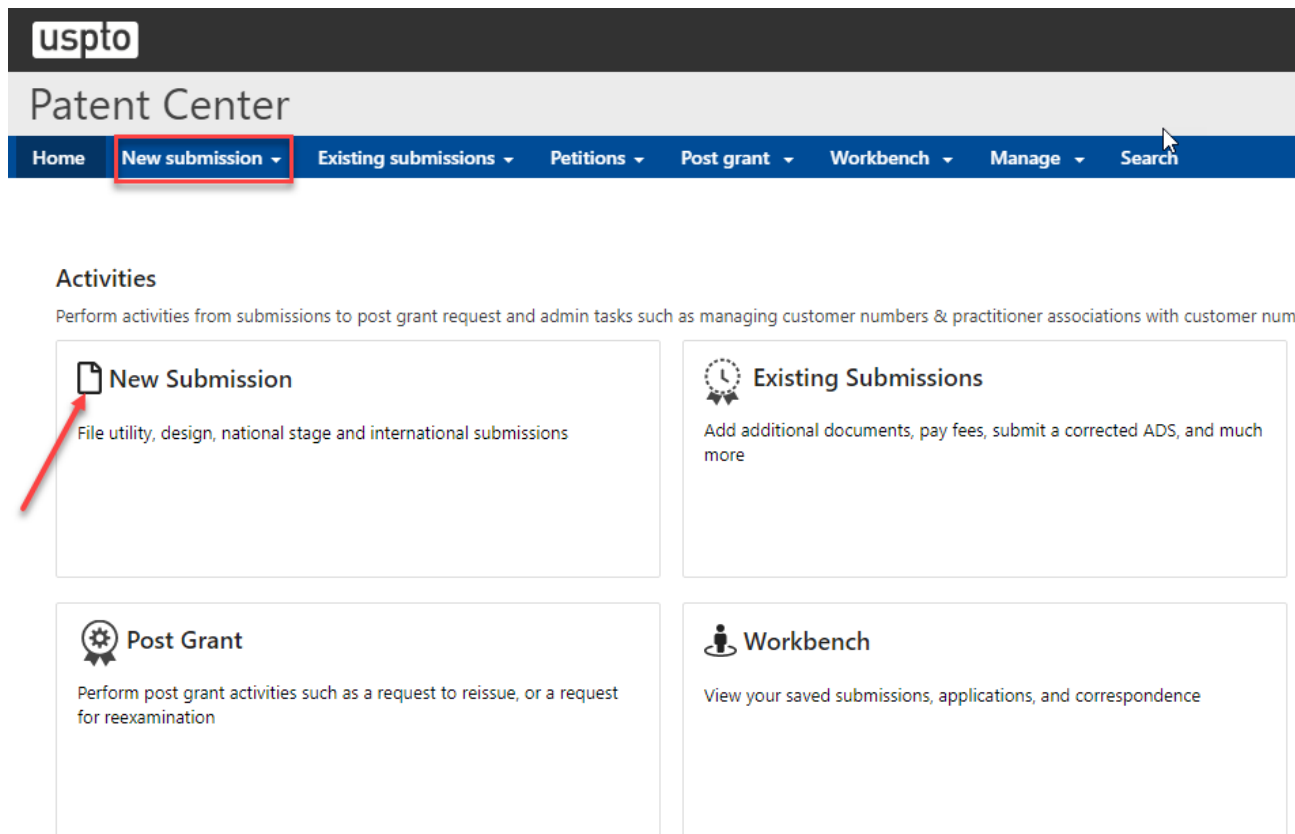 uspto
Patent Center
Home New submission Existing submissions Petitions Post grant Workbench Manage Search
Activities
Perform activities from submissions to post grant request and admin tasks such as managing customer numbers & practitioner associations with customer num
New Submission
File utility, design, national stage and international submissions
Existing Submissions
Add additional documents, pay fees, submit a corrected ADS, and much
more
Post Grant
Perform post grant activities such as a request to reissue, or a request
for reexamination
Workbench
View your saved submissions, applications, and correspondence